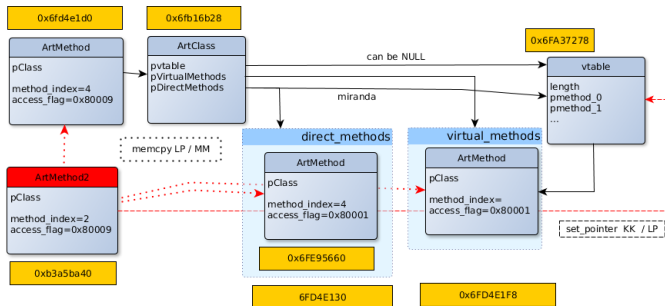 0x6fd4e1d0
0x6fb16b28
0x6FA37278
ArtMethod
pClass
method_index=4
access_flag=0x80009
ArtClass
pvtable
pVirtualMethods
pDirectMethods
can be NULL
miranda
vtable
length
pmethod_0
pmethod_1
...
memcpy LP / MM
direct_methods
virtual_methods
ArtMethod2
pClass
method_index=2
access_flag=0x80009
ArtMethod
pClass
method_index=4
access_flag=0x80001
ArtMethod
pClass
method_index=
access_flag=0x80001
set_pointer KK / LP
0xb3a5ba40
0x6FE95660
6FD4E130
0x6FD4E1F8